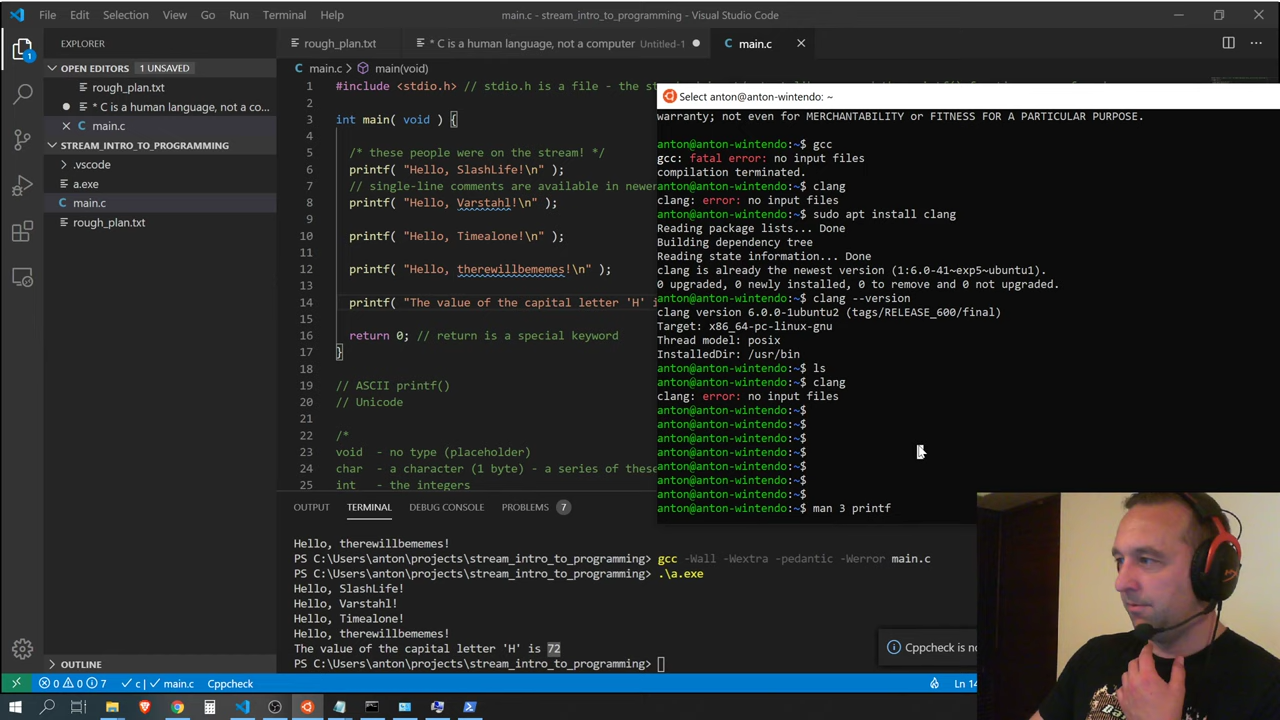 File Edit Selection View Go Run Terminal Help
main.c - stream_intro_to_programming - Visual Studio Code
EXPLORER
OPEN EDITORS 1 UNSAVED
rough_plan.txt
* C is a human language, not a co...
main.c
STREAM_INTRO_TO_PROGRAMMING
.vscode
a.exe
main.c
rough_plan.txt
OUTLINE
rough_plan.txt
* C is a human language, not a computer Untitled-1
main.c
main.c > main(void)
1 #include <stdio.h> // stdio.h is a file - the st
2
3 int main( void ) {
4
5 /* these people were on the stream! */
6 printf( "Hello, SlashLife!\n" );
7 // single-line comments are available in newer
8 printf( "Hello, Varstahl!\n" );
9
10 printf( "Hello, Timealone!\n" );
11
12 printf( "Hello, therewillbememes!\n" );
13
14 printf( "The value of the capital letter 'H' i
15
16 return 0; // return is a special keyword
17 }
18
19 // ASCII printf()
20 // Unicode
21
22 /*
23 void - no type (placeholder)
24 char - a character (1 byte) - a series of these
25 int - the integers
Select anton@anton-wintendo: ~
warranty; not even for MERCHANTABILITY or FITNESS FOR A PARTICULAR PURPOSE.
anton@anton-wintendo:~$ gcc
gcc: fatal error: no input files
compilation terminated.
anton@anton-wintendo:~$ clang
clang: error: no input files
anton@anton-wintendo:~$ sudo apt install clang
Reading package lists... Done
Building dependency tree
Reading state information... Done
clang is already the newest version (1:6.0-41~exp5~ubuntu1).
0 upgraded, 0 newly installed, 0 to remove and 0 not upgraded.
anton@anton-wintendo:~$ clang --version
clang version 6.0.0-1ubuntu2 (tags/RELEASE_600/final)
Target: x86_64-pc-linux-gnu
Thread model: posix
InstalledDir: /usr/bin
anton@anton-wintendo:~$ ls
anton@anton-wintendo:~$ clang
clang: error: no input files
anton@anton-wintendo:~$
anton@anton-wintendo:~$
anton@anton-wintendo:~$
anton@anton-wintendo:~$
anton@anton-wintendo:~$
anton@anton-wintendo:~$
anton@anton-wintendo:~$
anton@anton-wintendo:~$ man 3 printf
OUTPUT TERMINAL DEBUG CONSOLE PROBLEMS 7
Hello, therewillbememes!
PS C:\Users\anton\projects\stream_intro_to_programming> gcc -Wall -Wextra -pedantic -Werror main.c
PS C:\Users\anton\projects\stream_intro_to_programming> .\a.exe
Hello, SlashLife!
Hello, Varstahl!
Hello, Timealone!
Hello, therewillbememes!
The value of the capital letter 'H' is 72
PS C:\Users\anton\projects\stream_intro_to_programming>
Cppcheck is no
0 0 7 c | main.c Cppcheck
Ln 14